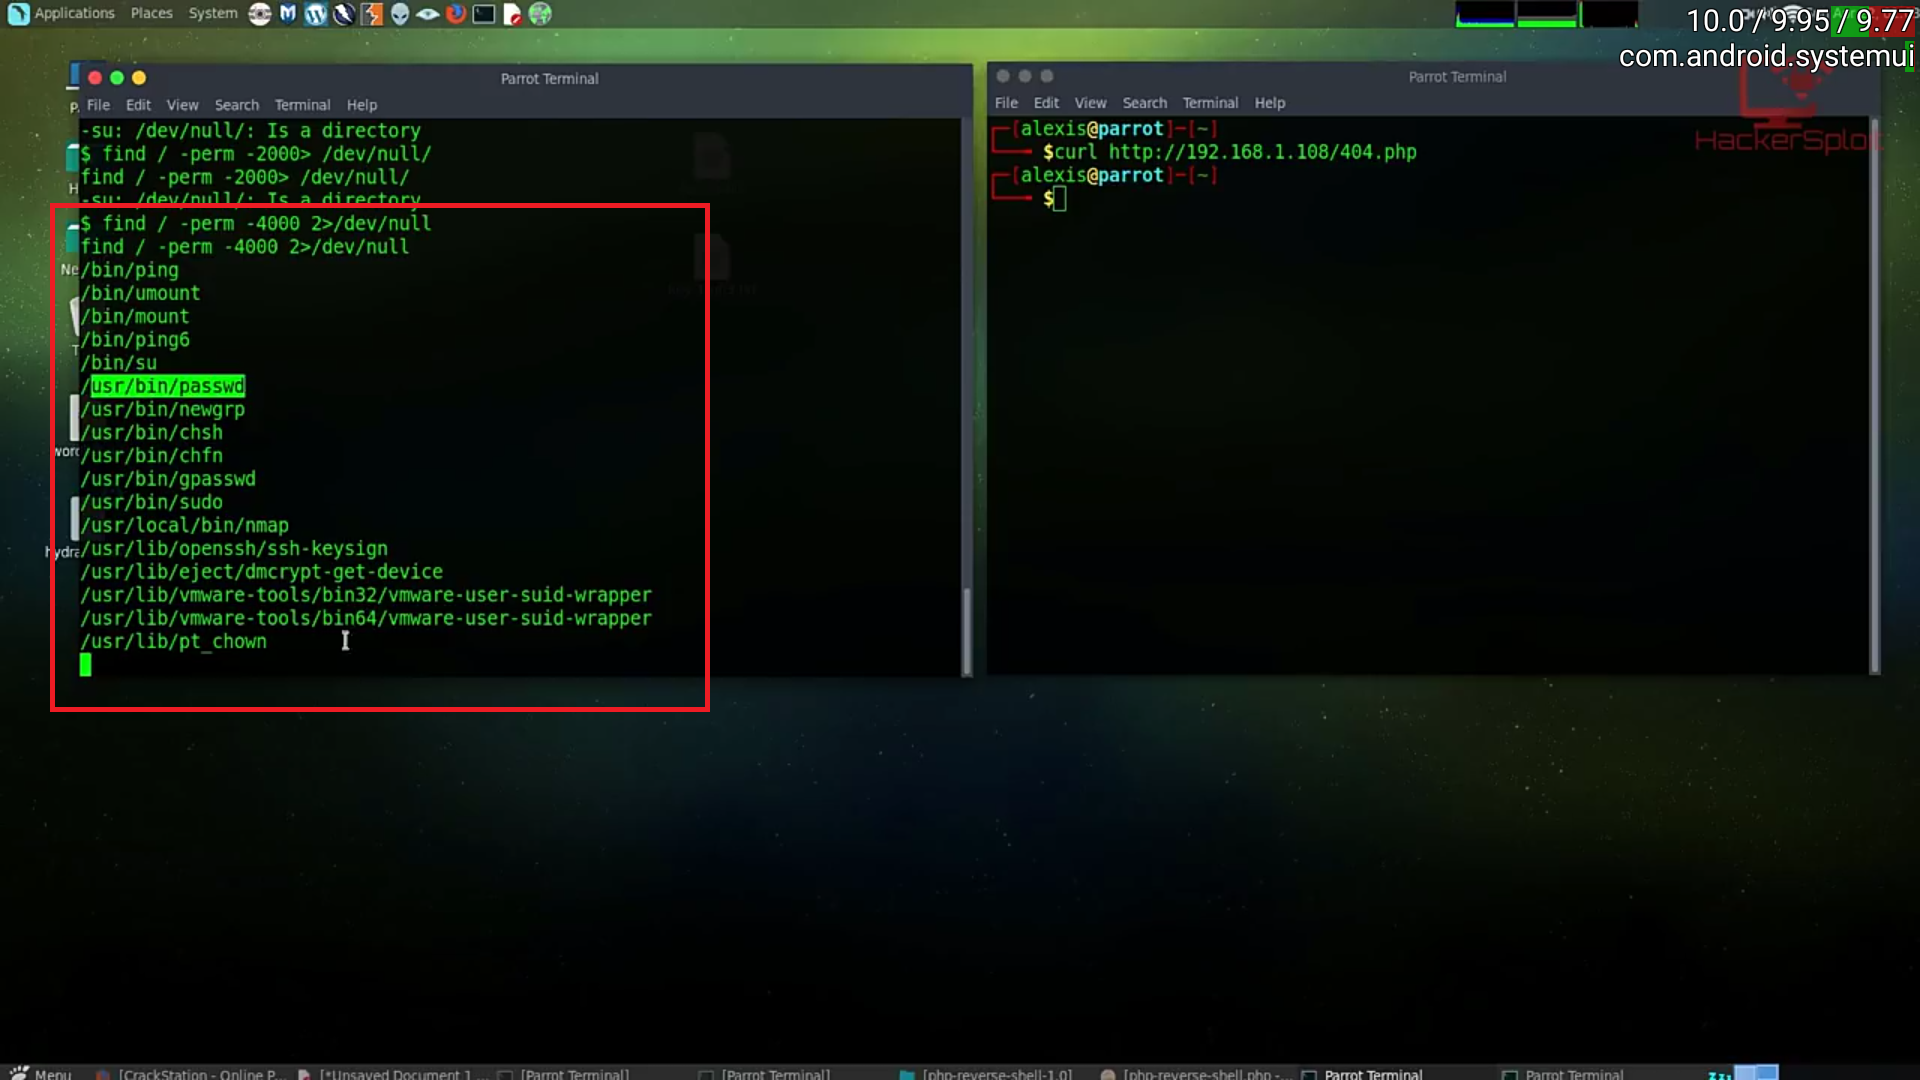 Applications Places System
10.0 / 9.95 / 9.77
com.android.systemui
Parrot Terminal
File Edit View Search Terminal Help
-su: /dev/null/: Is a directory
$ find / -perm -2000> /dev/null/
find / -perm -2000> /dev/null/
-su: /dev/null/: Is a directory
$ find / -perm -4000 2>/dev/null
find / -perm -4000 2>/dev/null
/bin/ping
/bin/umount
/bin/mount
/bin/ping6
/bin/su
/usr/bin/passwd
/usr/bin/newgrp
/usr/bin/chsh
/usr/bin/chfn
/usr/bin/gpasswd
/usr/bin/sudo
/usr/local/bin/nmap
/usr/lib/openssh/ssh-keysign
/usr/lib/eject/dmcrypt-get-device
/usr/lib/vmware-tools/bin32/vmware-user-suid-wrapper
/usr/lib/vmware-tools/bin64/vmware-user-suid-wrapper
/usr/lib/pt_chown
Ne
wor
hydra
Parrot Terminal
File Edit View Search Terminal Help
[alexis@parrot]-[~]
$curl http://192.168.1.108/404.php
[alexis@parrot]-[~]
$
HackerSploit
Menu [CrackStation - Online P... [*Unsaved Document 1 ... [Parrot Terminal] [Parrot Terminal] [php-reverse-shell-1.0] [php-reverse-shell.php -... Parrot Terminal Parrot Terminal